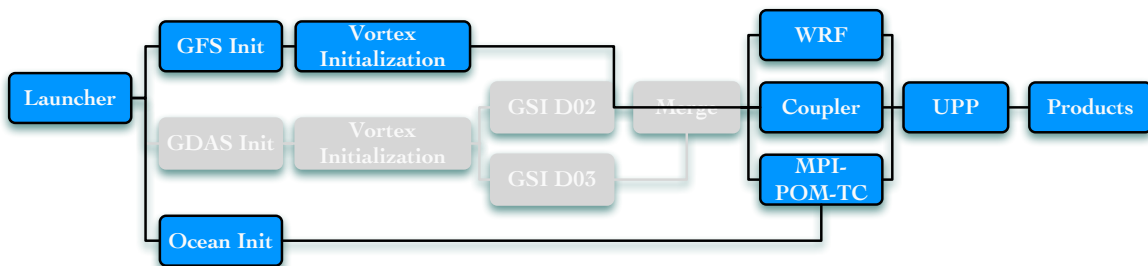 Launcher
GFS Init
Vortex
Initialization
GDAS Init
Vortex
Initialization
GSI D02
GSI D03
Merge
Ocean Init
WRF
Coupler
MPI-
POM-TC
UPP
Products